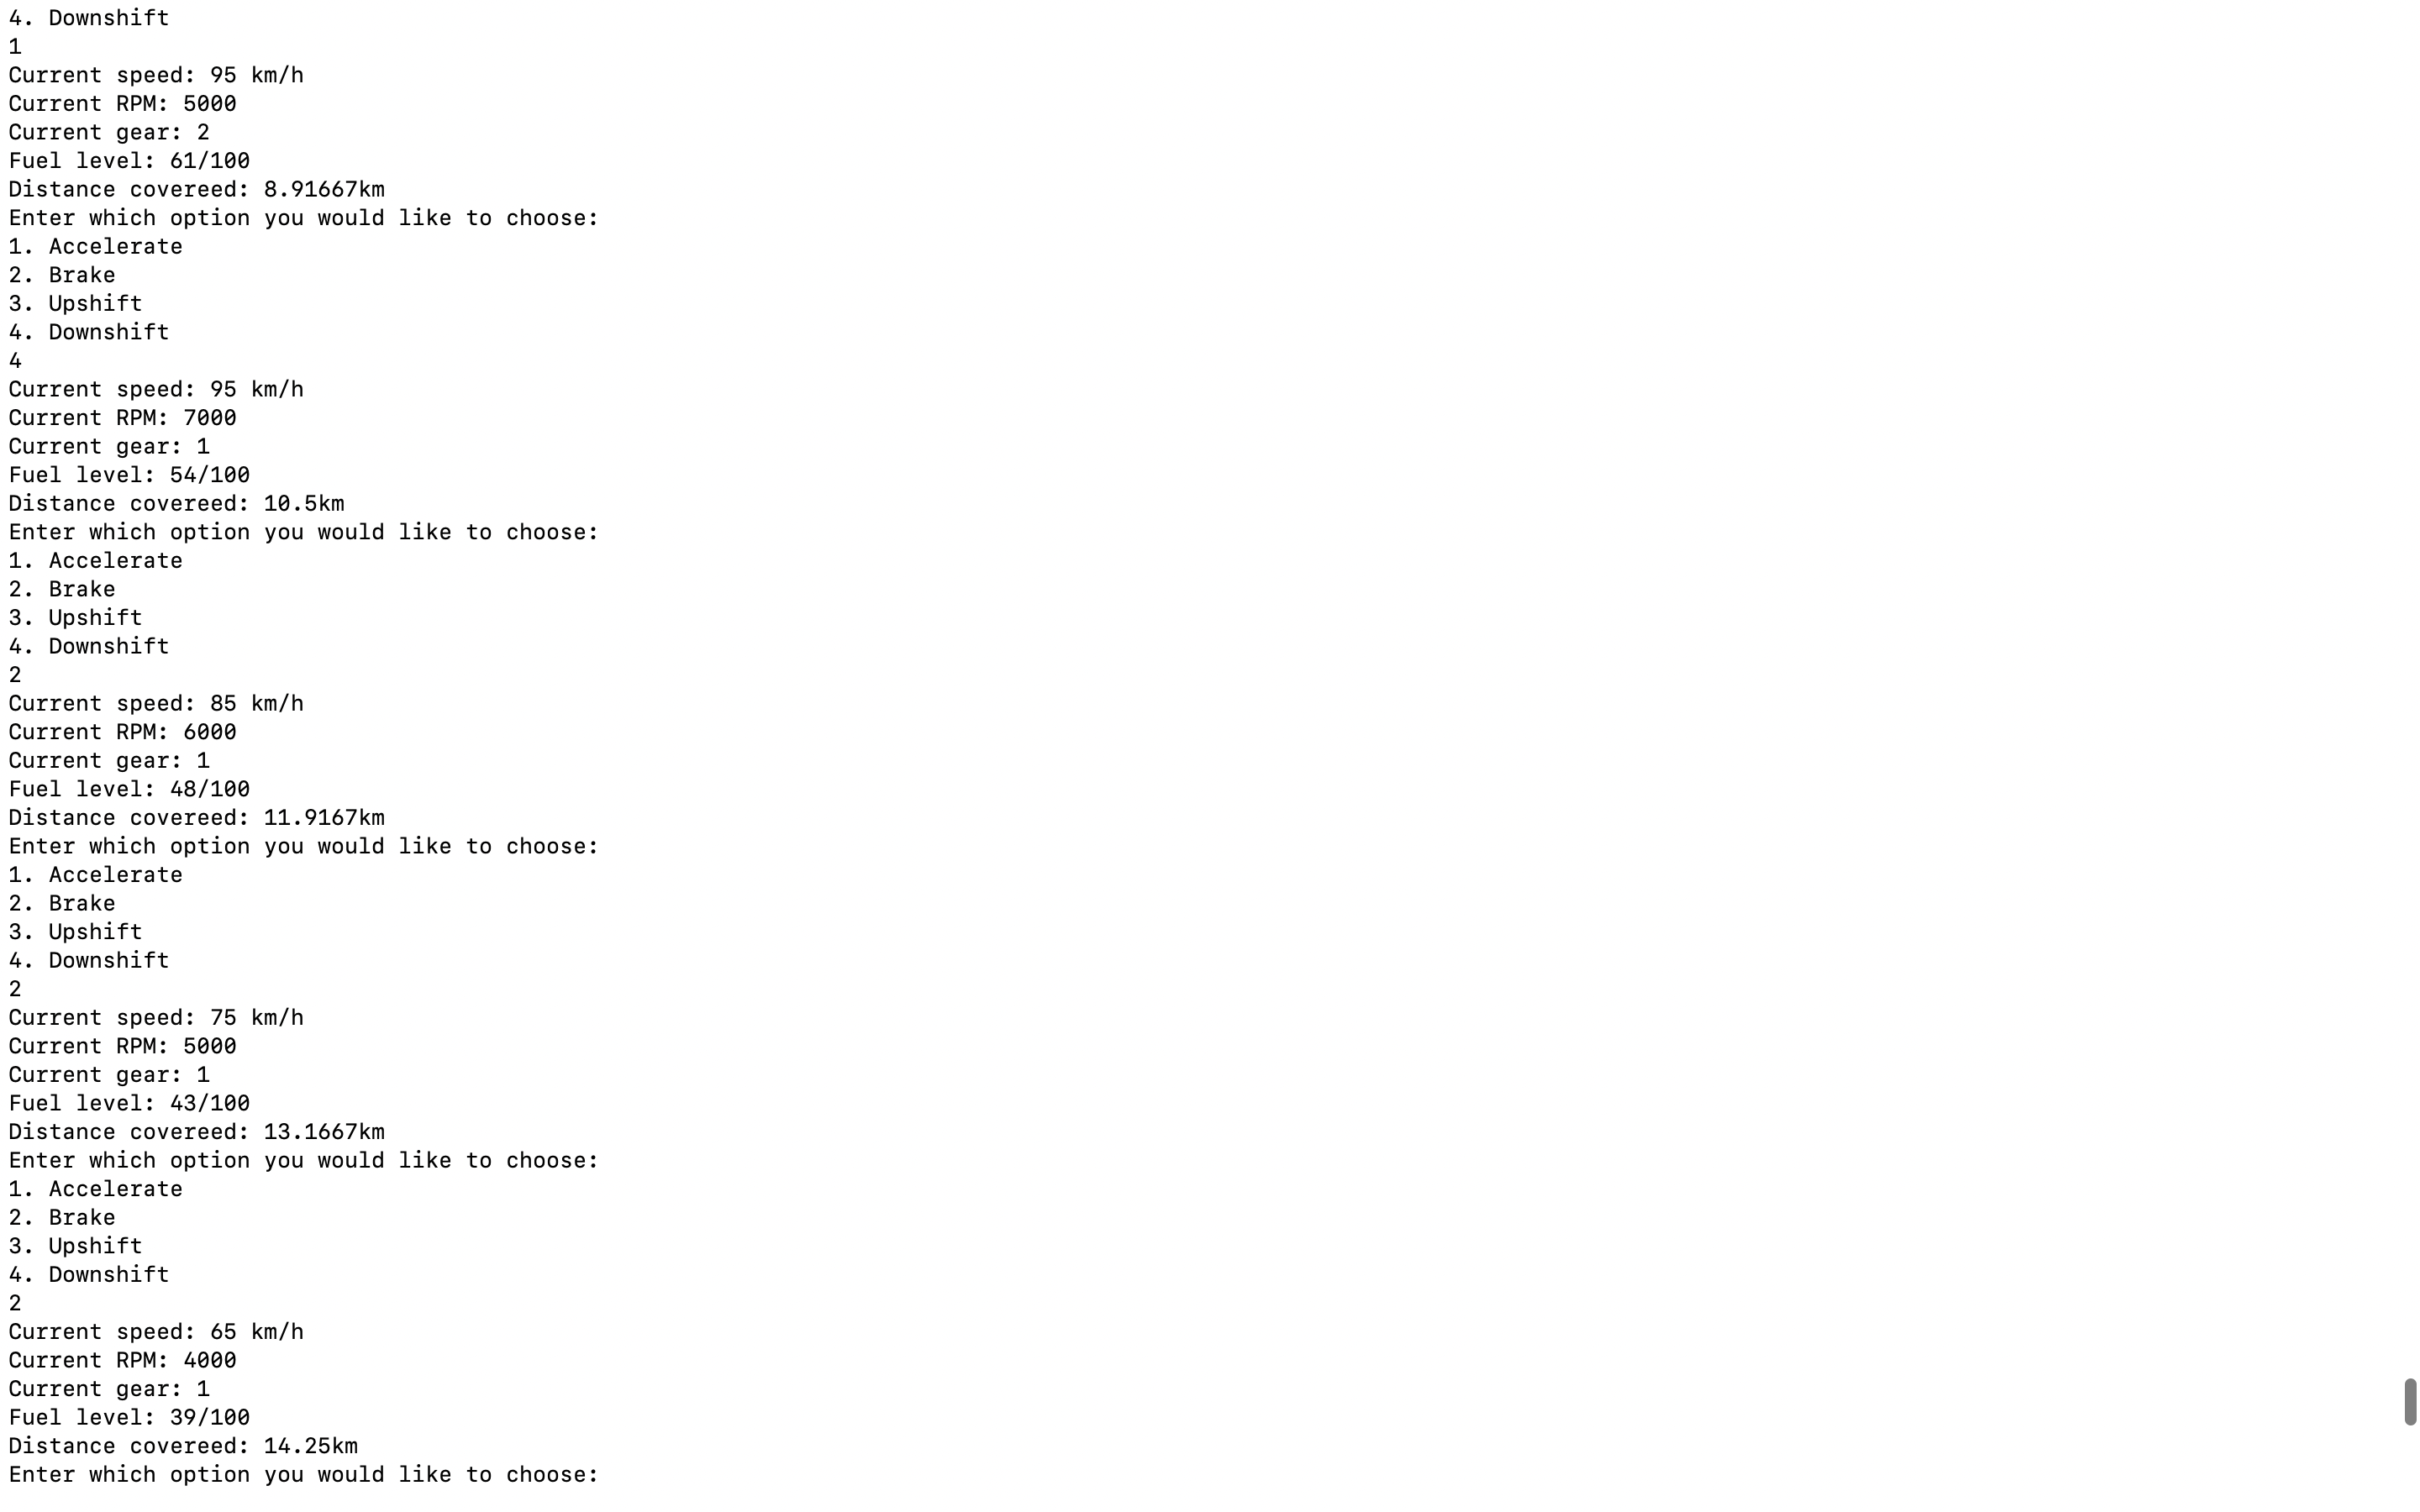 4. Downshift
1
Current speed: 95 km/h
Current RPM: 5000
Current gear: 2
Fuel level: 61/100
Distance covereed: 8.91667km
Enter which option you would like to choose:
1. Accelerate
2. Brake
3. Upshift
4. Downshift
4
Current speed: 95 km/h
Current RPM: 7000
Current gear: 1
Fuel level: 54/100
Distance covereed: 10.5km
Enter which option you would like to choose:
1. Accelerate
2. Brake
3. Upshift
4. Downshift
2
Current speed: 85 km/h
Current RPM: 6000
Current gear: 1
Fuel level: 48/100
Distance covereed: 11.9167km
Enter which option you would like to choose:
1. Accelerate
2. Brake
3. Upshift
4. Downshift
2
Current speed: 75 km/h
Current RPM: 5000
Current gear: 1
Fuel level: 43/100
Distance covereed: 13.1667km
Enter which option you would like to choose:
1. Accelerate
2. Brake
3. Upshift
4. Downshift
2
Current speed: 65 km/h
Current RPM: 4000
Current gear: 1
Fuel level: 39/100
Distance covereed: 14.25km
Enter which option you would like to choose: